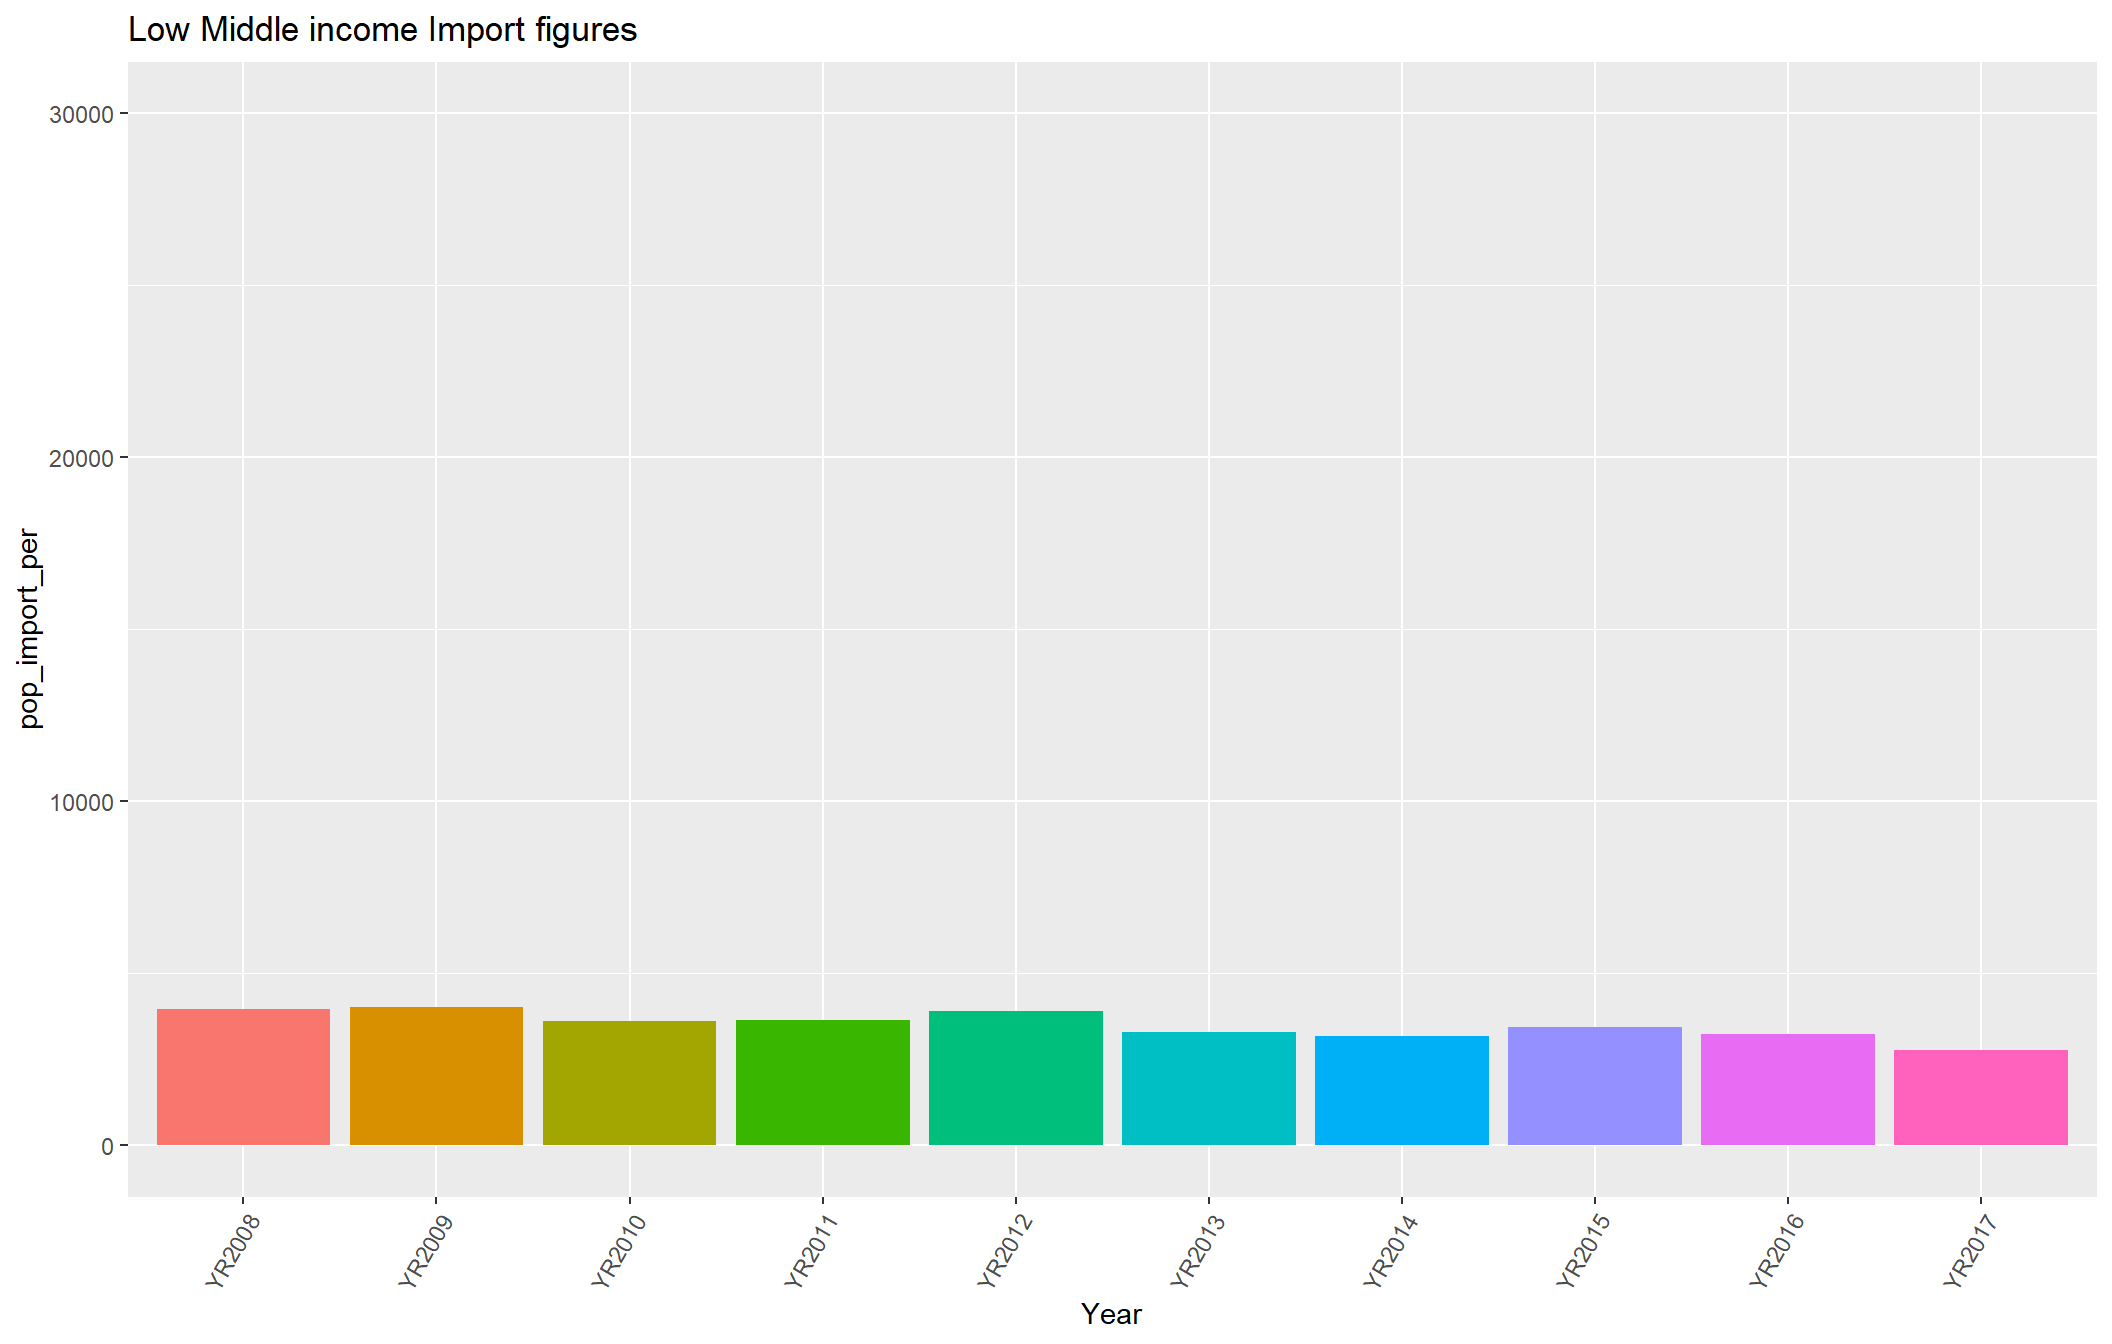 Low Middle income Import figures
30000
20000
10000
0
pop_import_per
YR2008
YR2009
YR2010
YR2011
YR2012
YR2013
YR2014
YR2015
YR2016
YR2017
Year